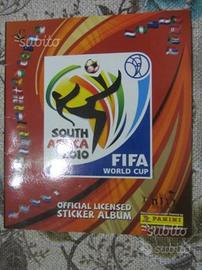 subito
SOUTH
AFRICA
2010
FIFA
WORLD CUP
OFFICIAL LICENSED
STICKER ALBUM
PANINI
subito